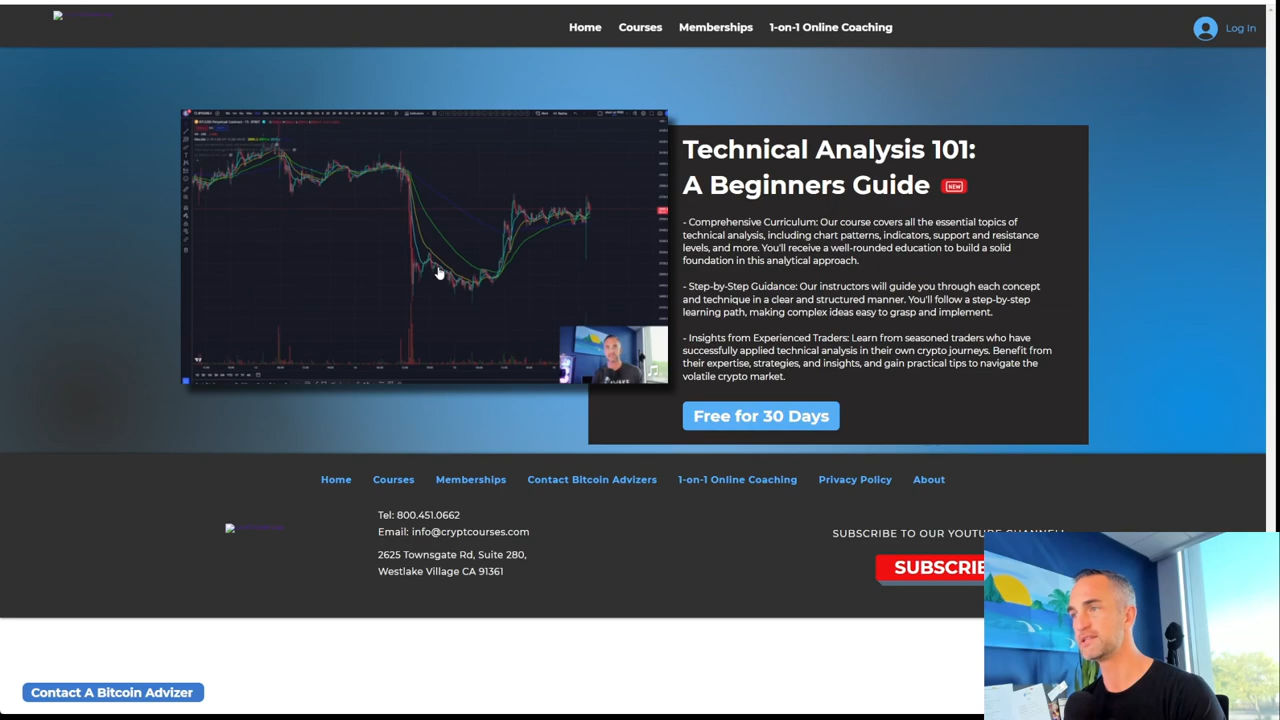 Home Courses Memberships 1-on-1 Online Coaching
Log In
Technical Analysis 101:
A Beginners Guide NEW
- Comprehensive Curriculum: Our course covers all the essential topics of
technical analysis, including chart patterns, indicators, support and resistance
levels, and more. You'll receive a well-rounded education to build a solid
foundation in this analytical approach.
- Step-by-Step Guidance: Our instructors will guide you through each concept
and technique in a clear and structured manner. You'll follow a step-by-step
learning path, making complex ideas easy to grasp and implement.
- Insights from Experienced Traders: Learn from seasoned traders who have
successfully applied technical analysis in their own crypto journeys. Benefit from
their expertise, strategies, and insights, and gain practical tips to navigate the
volatile crypto market.
Free for 30 Days
Home Courses Memberships Contact Bitcoin Advizers 1-on-1 Online Coaching Privacy Policy About
Tel: 800.451.0662
Email: info@cryptcourses.com
2625 Townsgate Rd, Suite 280,
Westlake Village CA 91361
SUBSCRIBE TO OUR YOUTUBE CHANNEL
SUBSCRIB
Contact A Bitcoin Advizer